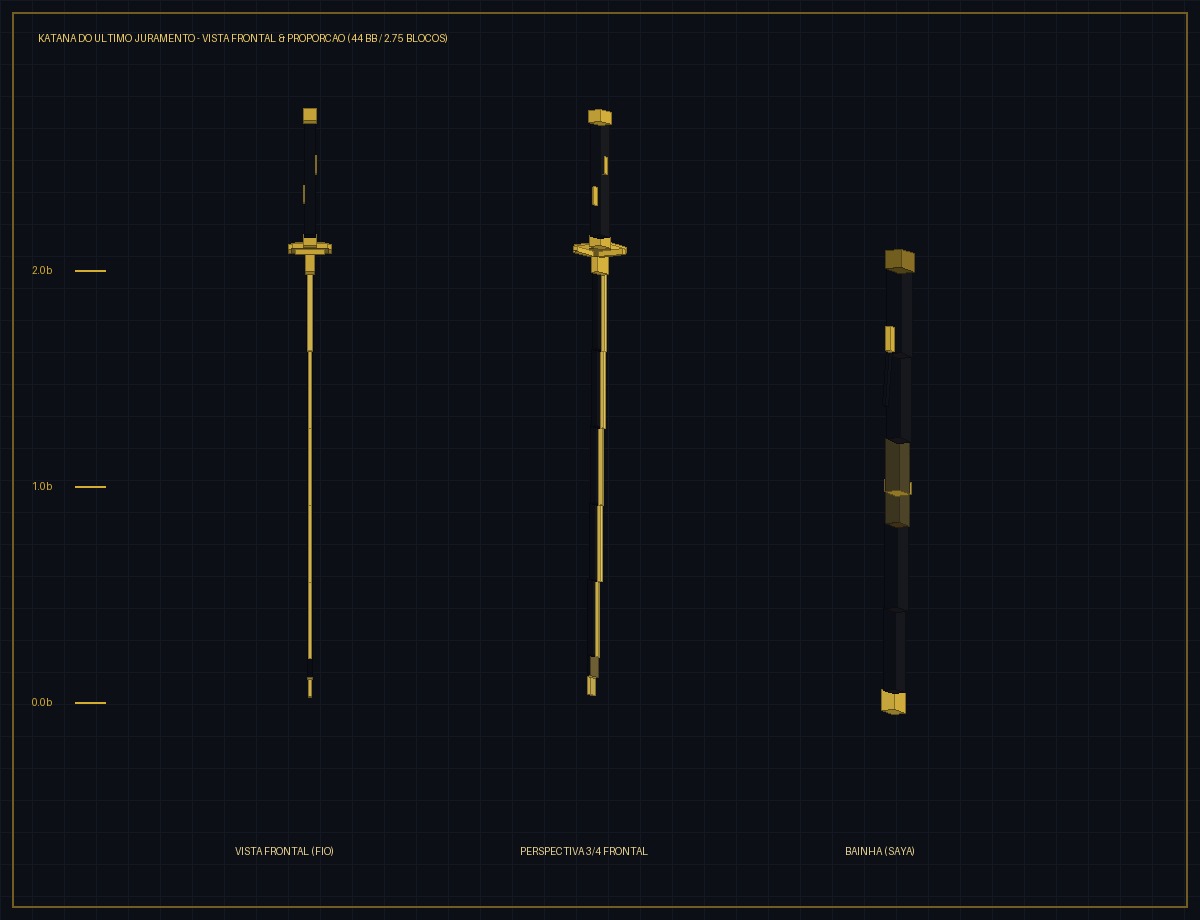 KATANA DO ULTIMO JURAMENTO - VISTA FRONTAL & PROPORCAO (44 BB / 2.75 BLOCOS)
2.0b
1.0b
0.0b
VISTA FRONTAL (FIO)
PERSPECTIVA 3/4 FRONTAL
BAINHA (SAYA)